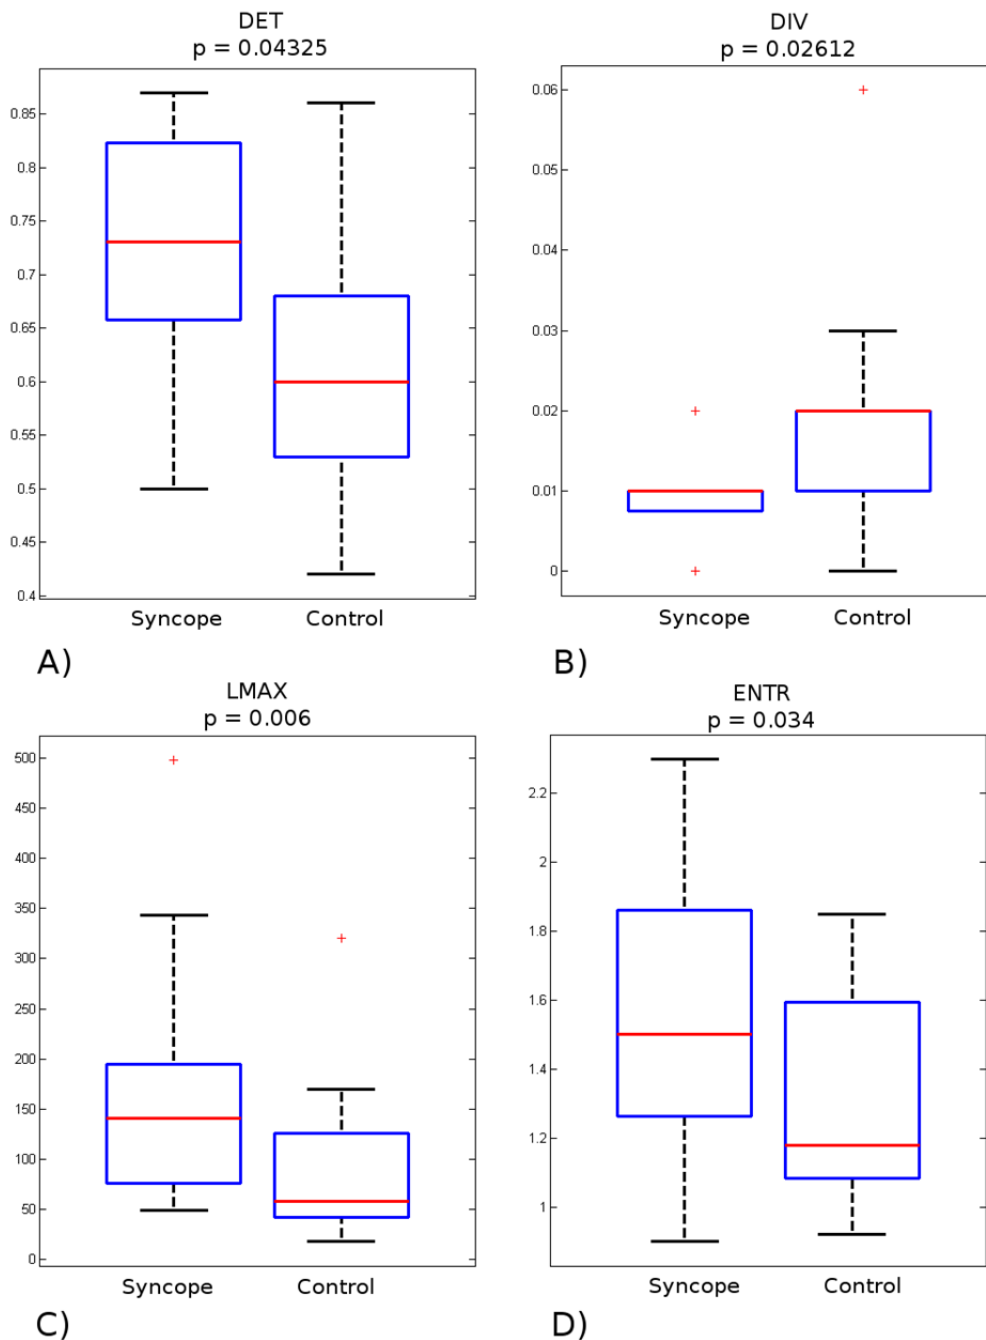 DET
p = 0.04325
0.85
0.8
0.75
0.7
0.65
0.6
0.55
0.5
0.45
0.4
Syncope Control
A)
DIV
p = 0.02612
0.06
0.05
0.04
0.03
0.02
0.01
0
Syncope Control
B)
LMAX
p = 0.006
500
450
400
350
300
250
200
150
100
50
0
Syncope Control
C)
ENTR
p = 0.034
2.2
2
1.8
1.6
1.4
1.2
1
Syncope Control
D)